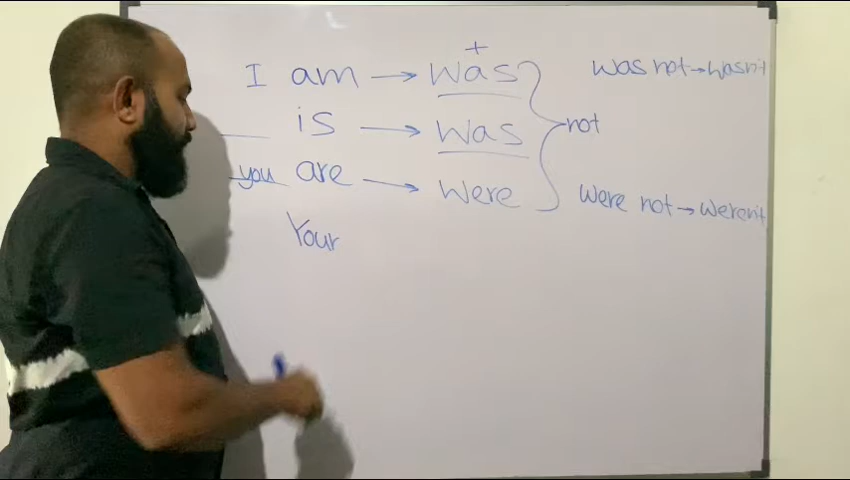 +
I am → was was not → wasn't
is → was
not
you are → were were not → weren't
Your